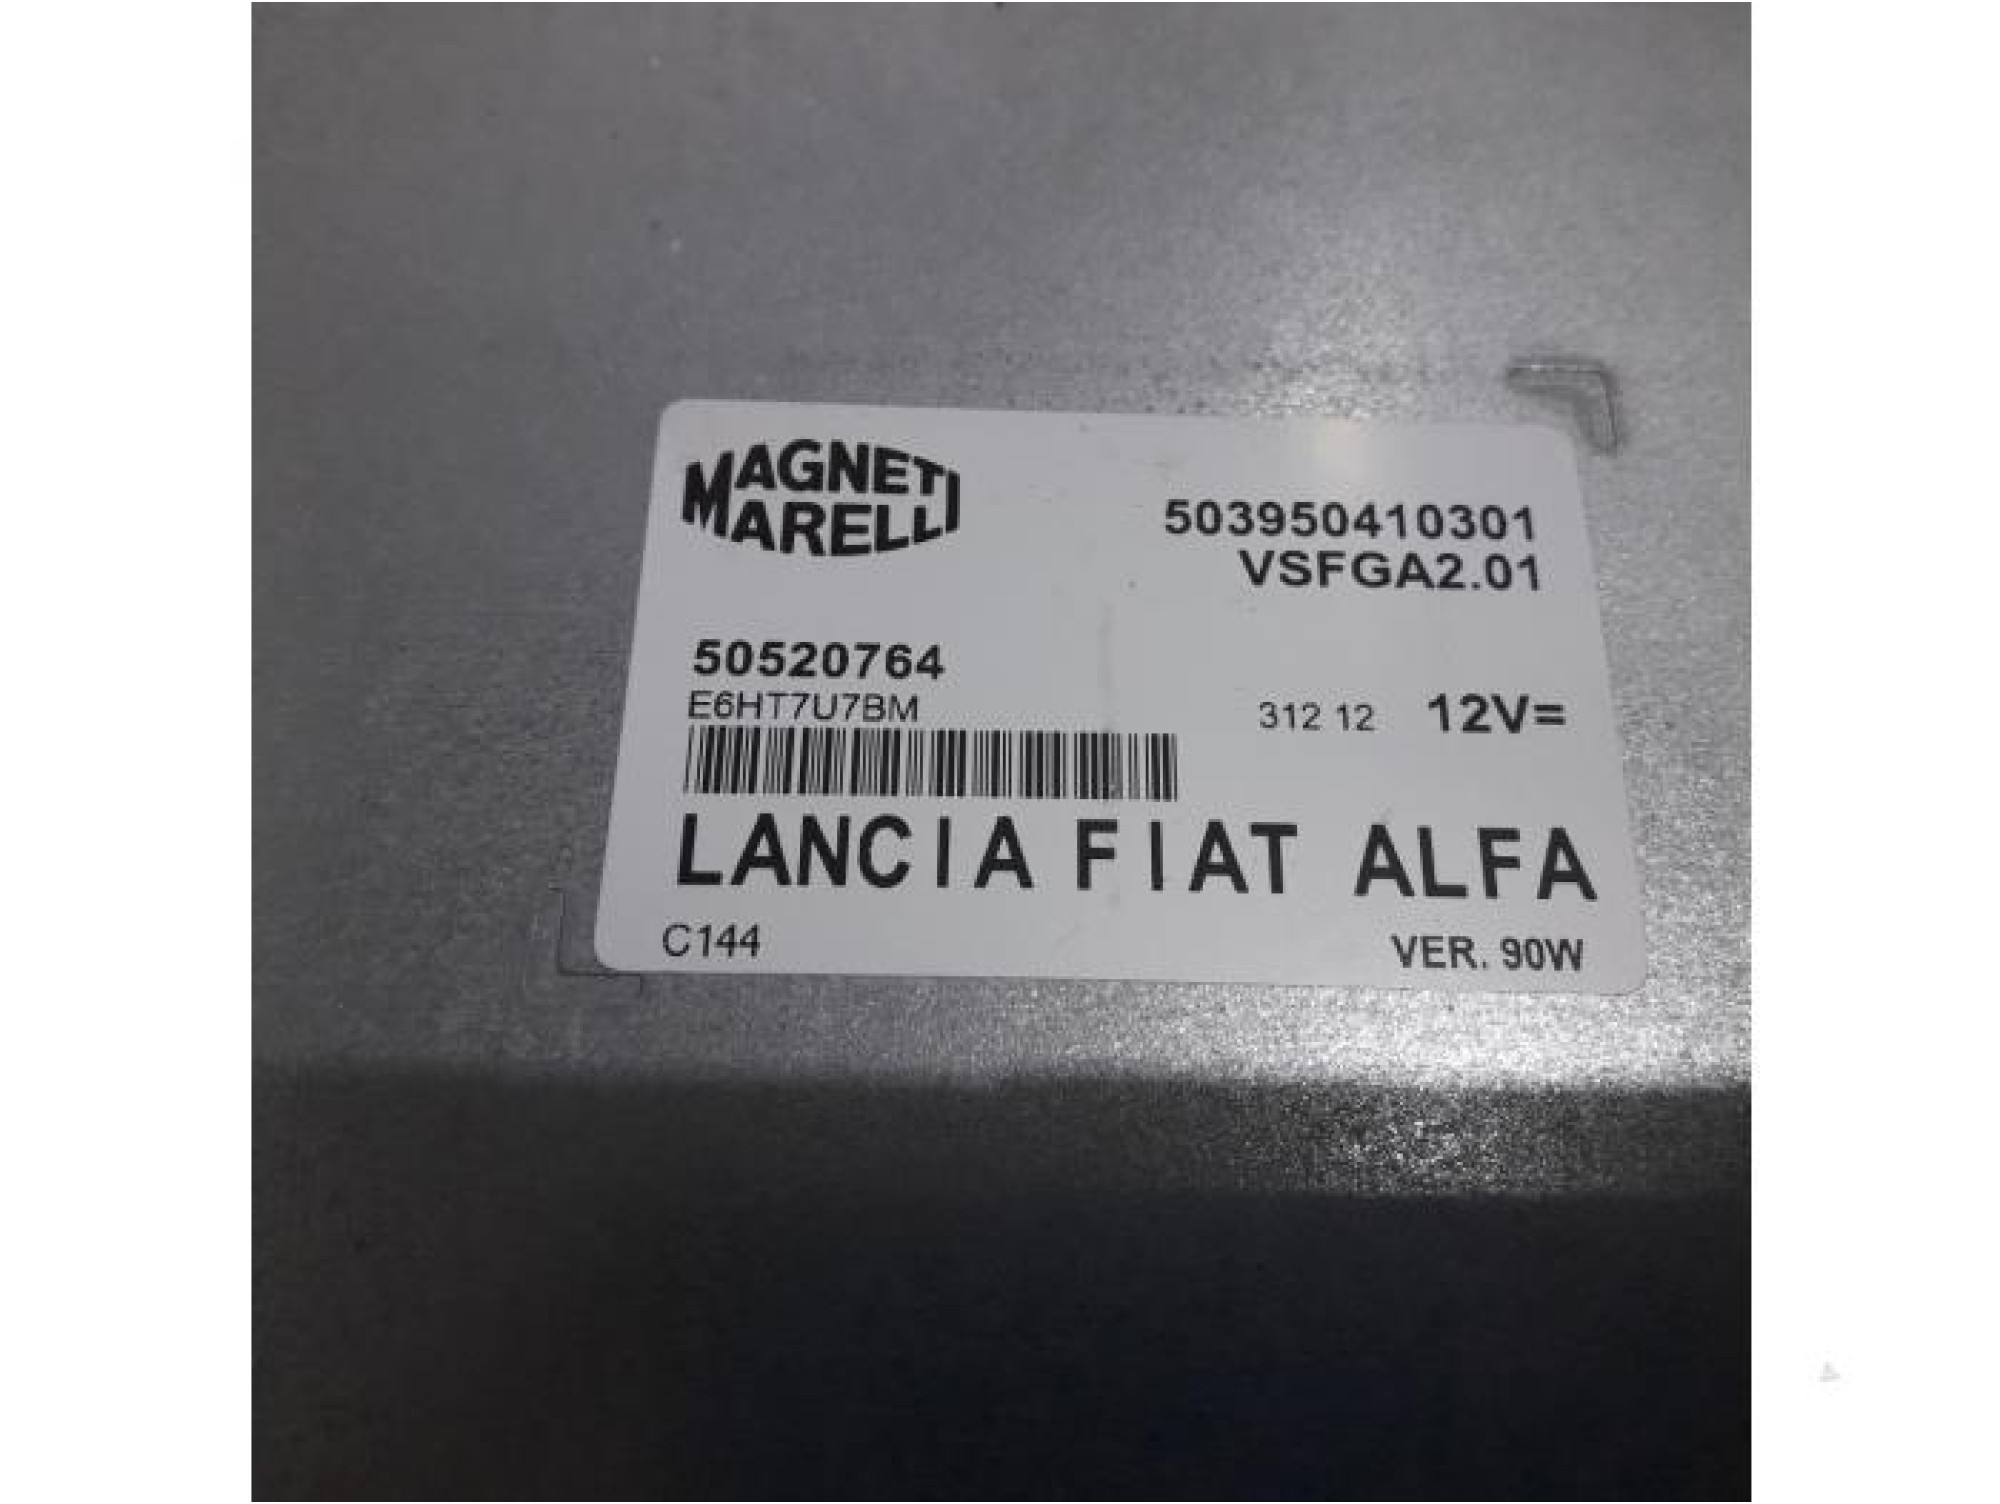 MAGNETI
MARELLI
503950410301
VSFGA2.01
50520764
E6HT7U7BM
312 12 12V=
LANCIA FIAT ALFA
C144 VER. 90W